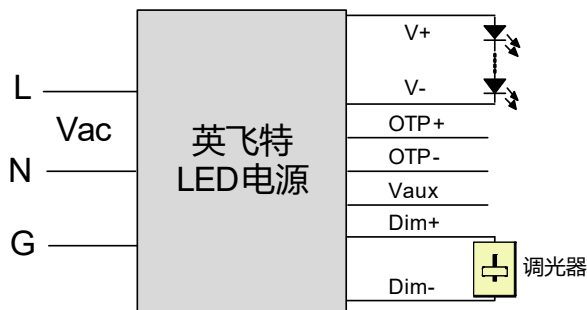 L
Vac
N
G
英飞特
LED电源
V+
V-
OTP+
OTP-
Vaux
Dim+
Dim-
调光器